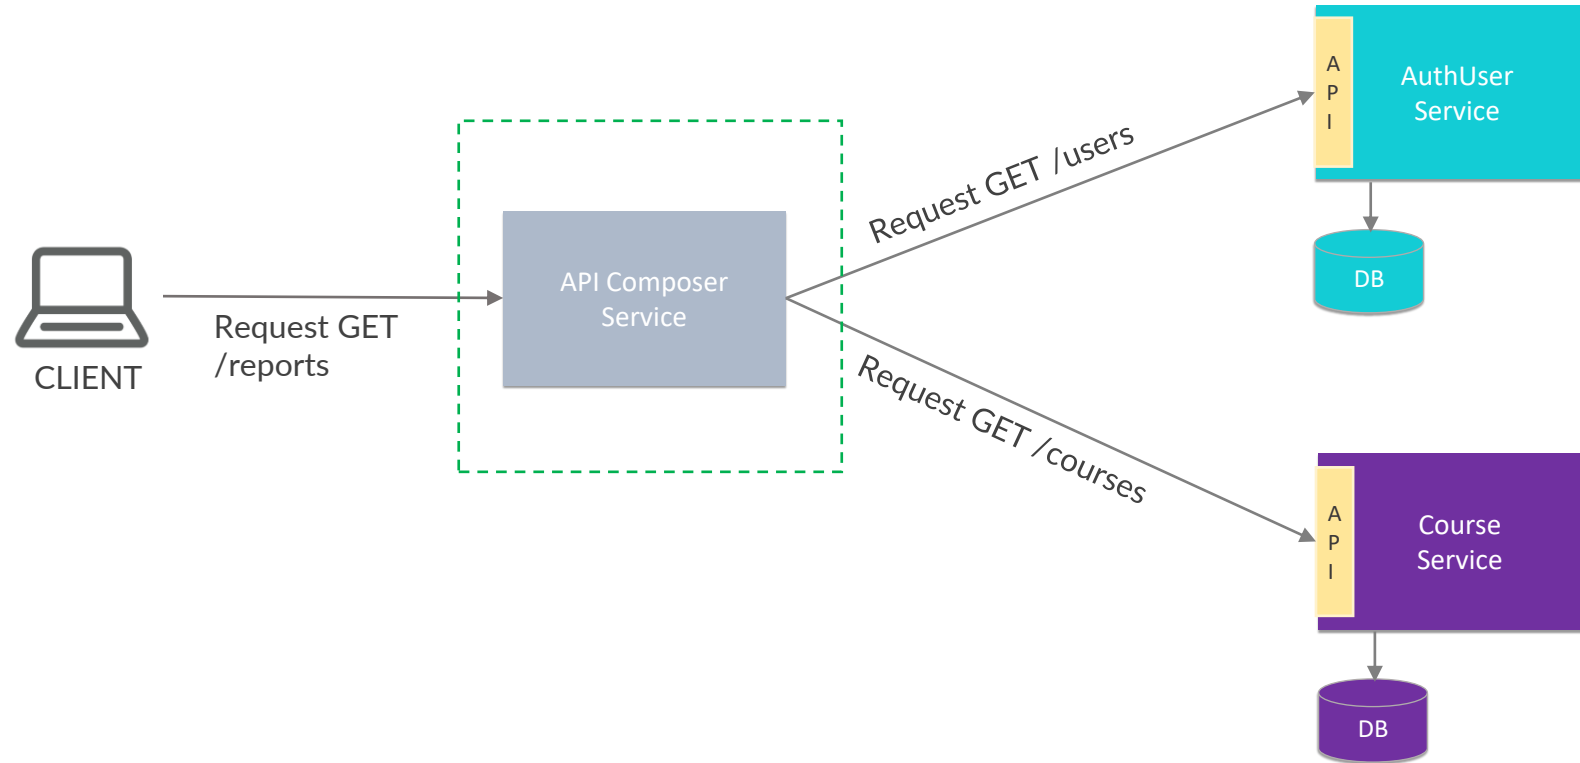 CLIENT
Request GET
/reports
API Composer
Service
Request GET /users
Request GET /courses
A
P
I
AuthUser
Service
DB
A
P
I
Course
Service
DB